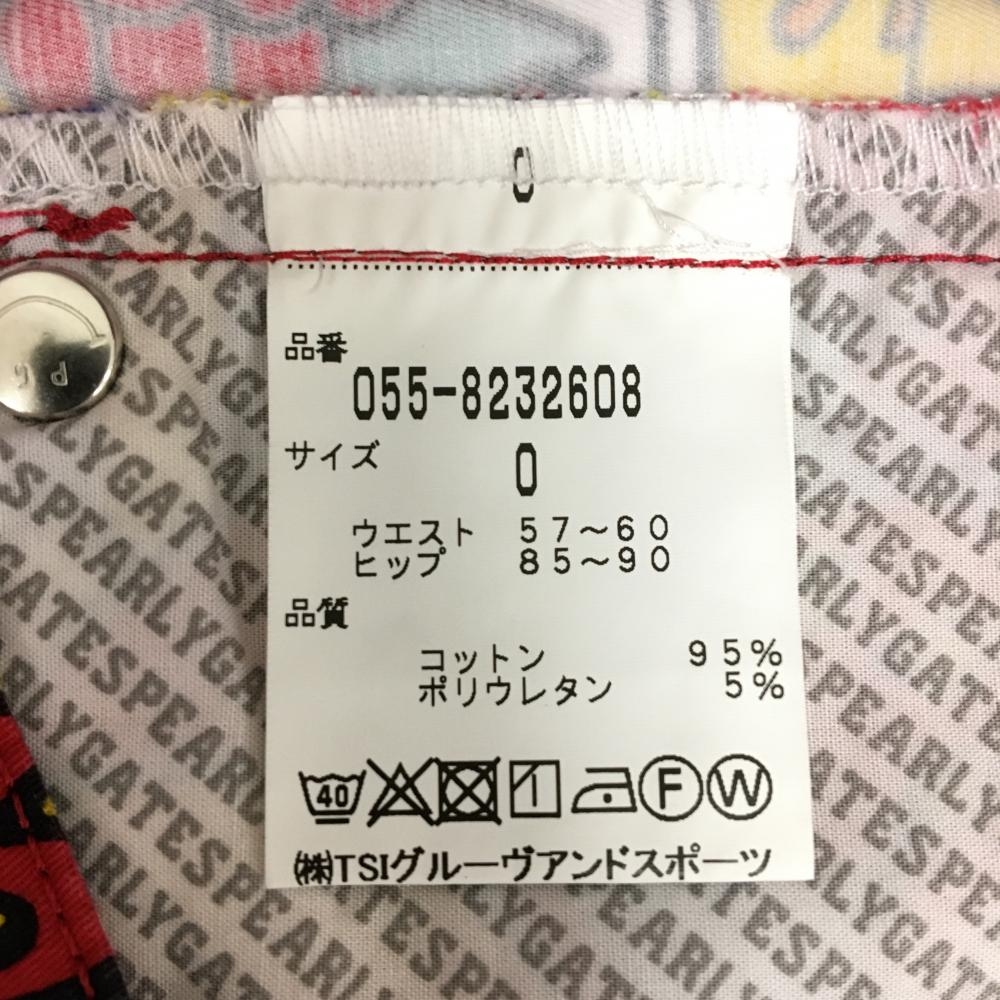 0
品番
055-8232608
サイズ
0
ウエスト 57~60
ヒップ 85~90
品質
コットン 95%
ポリウレタン 5%
40 F W
㈱TSIグルーヴアンドスポーツ
PEARLYGATES